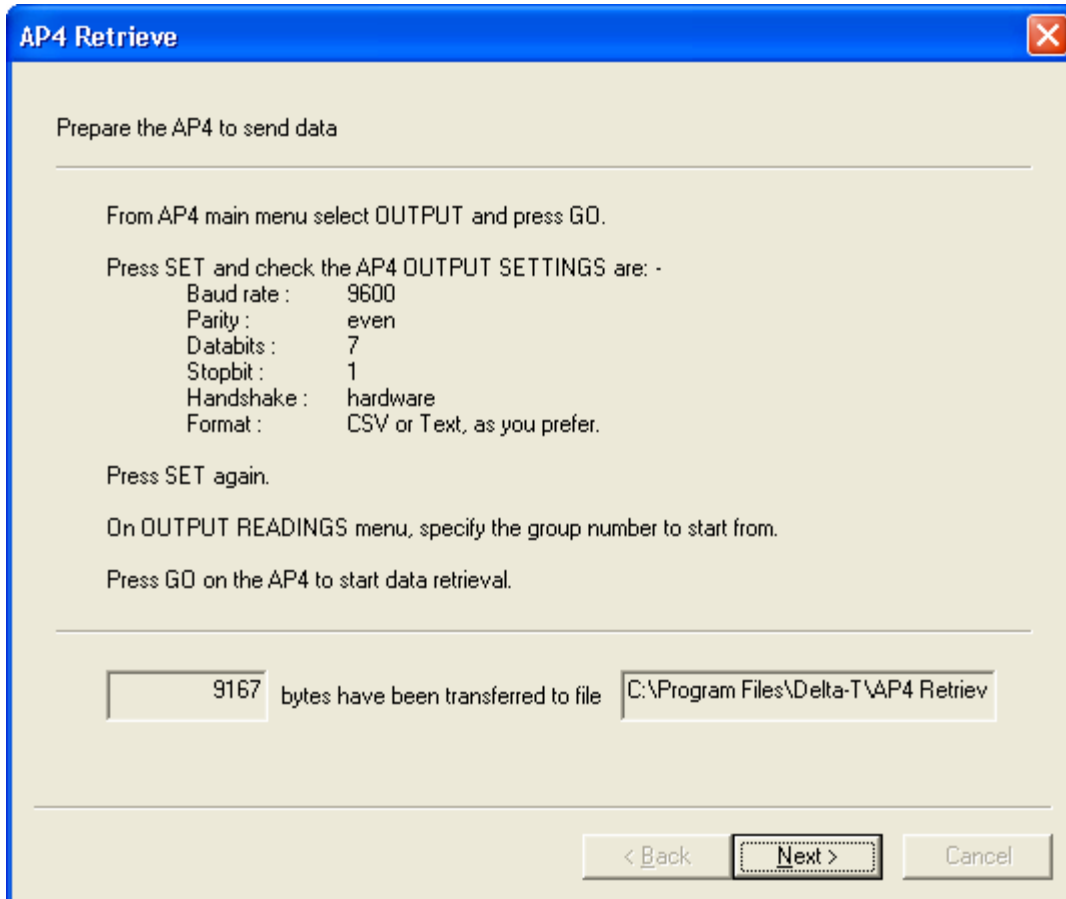 AP4 Retrieve
Prepare the AP4 to send data
From AP4 main menu select OUTPUT and press GO.
Press SET and check the AP4 OUTPUT SETTINGS are: -
Baud rate : 9600
Parity : even
Databits : 7
Stopbit : 1
Handshake : hardware
Format : CSV or Text, as you prefer.
Press SET again.
On OUTPUT READINGS menu, specify the group number to start from.
Press GO on the AP4 to start data retrieval.
9167 bytes have been transferred to file C:\Program Files\Delta-T\AP4 Retriev
< Back Next > Cancel